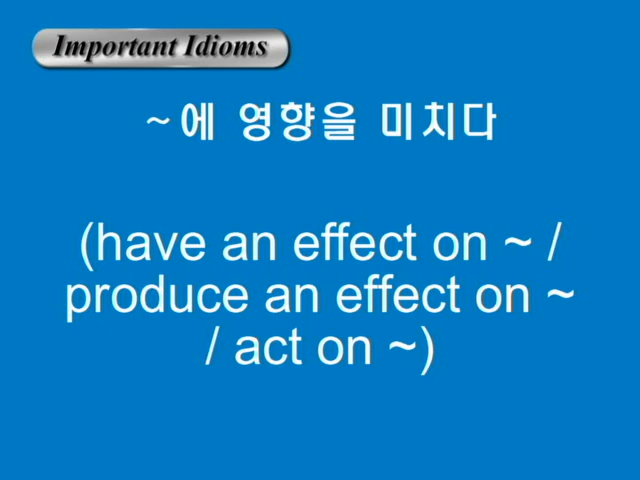 Important Idioms
~에 영향을 미치다
(have an effect on ~ /
produce an effect on ~
/ act on ~)